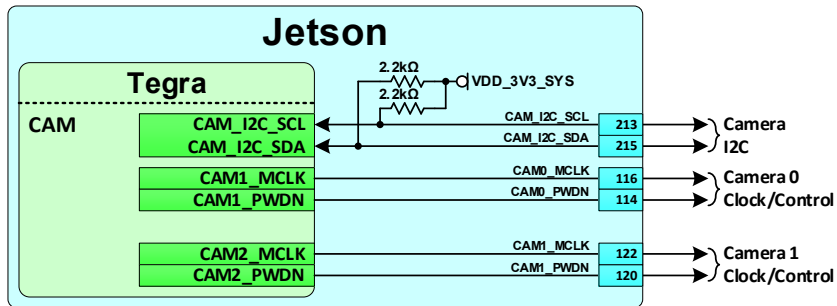 Jetson
Tegra
2.2kΩ
VDD_3V3_SYS
2.2kΩ
CAM
CAM_I2C_SCL
CAM_I2C_SCL
213
Camera
CAM_I2C_SDA
CAM_I2C_SDA
215
I2C
CAM1_MCLK
CAM0_MCLK
116
Camera 0
CAM1_PWDN
CAM0_PWDN
114
Clock/Control
CAM2_MCLK
CAM1_MCLK
122
Camera 1
CAM2_PWDN
CAM1_PWDN
120
Clock/Control